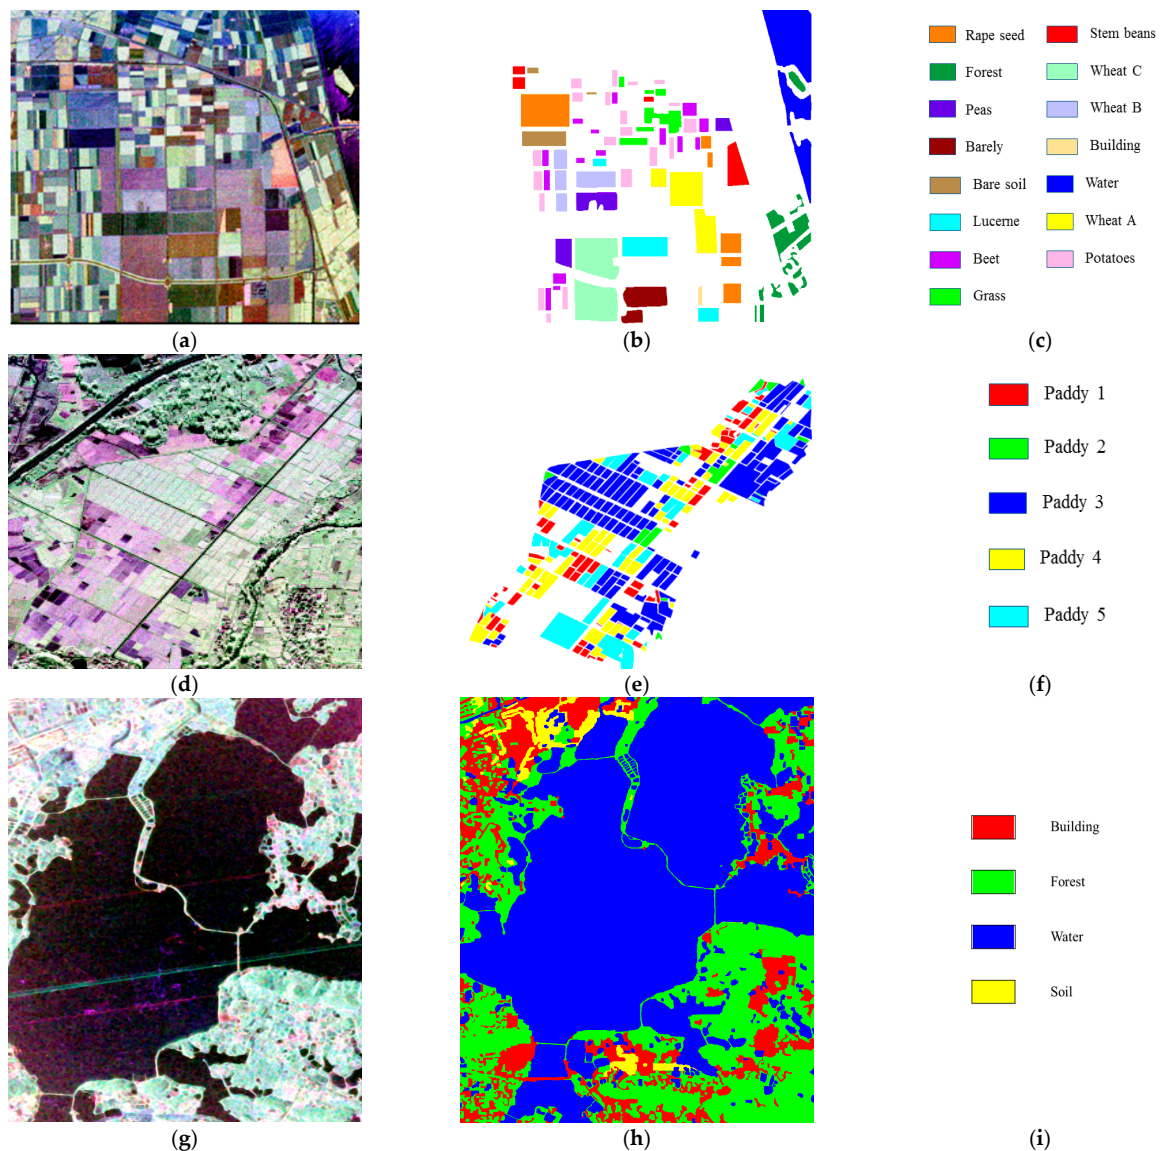 Rape seed Stem beans
Forest Wheat C
Peas Wheat B
Barely Building
Bare soil Water
Lucerne Wheat A
Beet Potatoes
Grass
(a) (b) (c)
Paddy 1
Paddy 2
Paddy 3
Paddy 4
Paddy 5
(d) (e) (f)
Building
Forest
Water
Soil
(g) (h) (i)